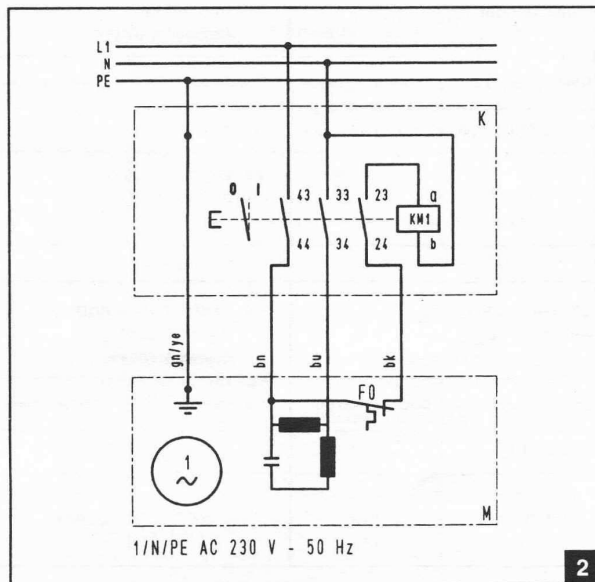 L1
N
PE
K
0 I 43 33 23 a
KM1
44 34 24 b
gn/ye bn bu bk
F0
1
~
M
1/N/PE AC 230 V - 50 Hz
2